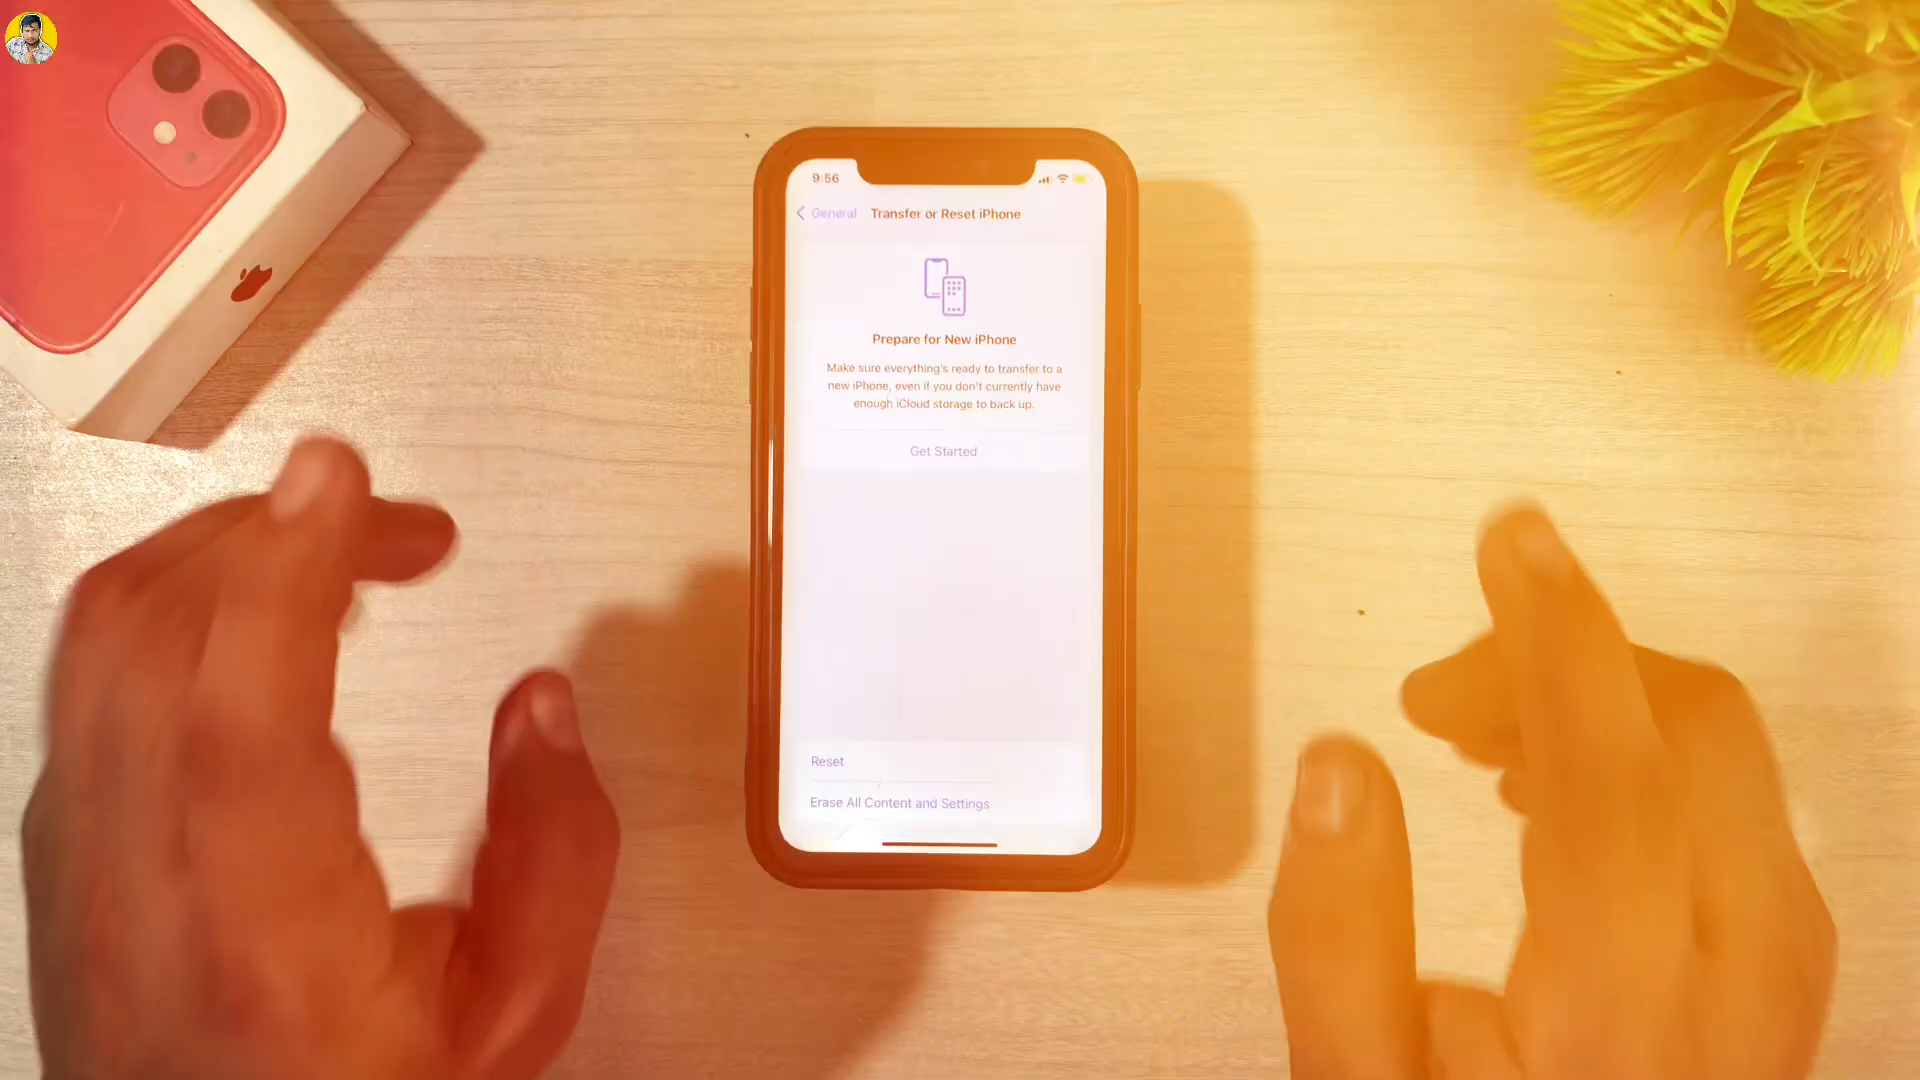 9:56
General Transfer or Reset iPhone
Prepare for New iPhone
Make sure everything's ready to transfer to a
new iPhone, even if you don't currently have
enough iCloud storage to back up.
Get Started
Reset
Erase All Content and Settings